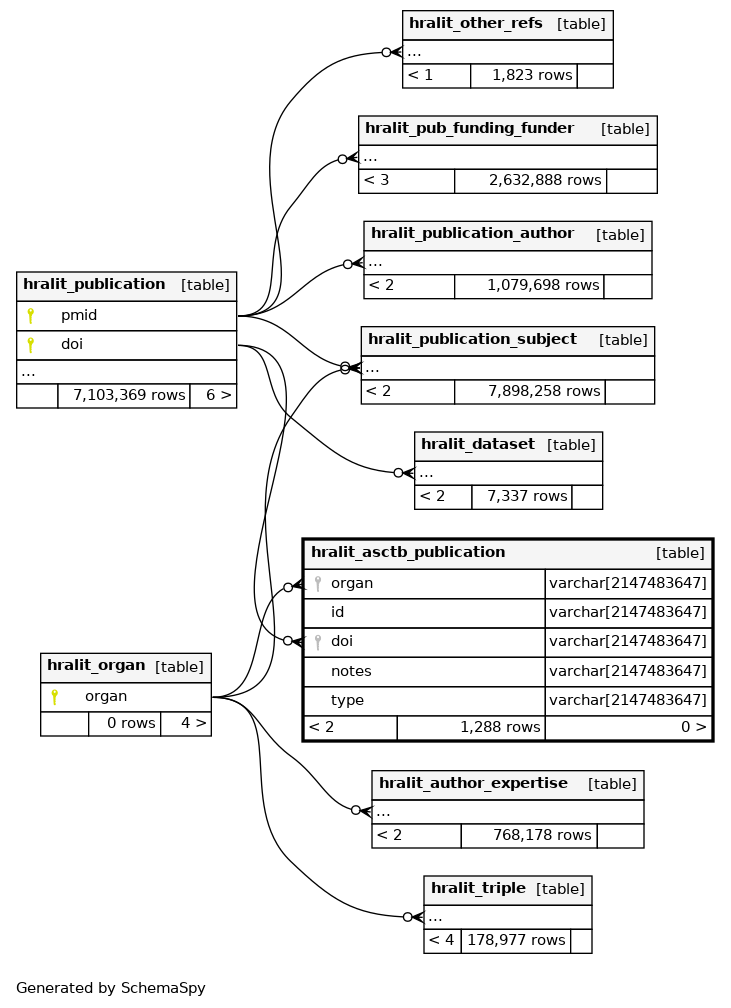 hralit_other_refs [table]
...
< 1 1,823 rows
hralit_pub_funding_funder [table]
...
< 3 2,632,888 rows
hralit_publication_author [table]
...
< 2 1,079,698 rows
hralit_publication [table]
pmid
doi
...
7,103,369 rows 6 >
hralit_publication_subject [table]
...
< 2 7,898,258 rows
hralit_dataset [table]
...
< 2 7,337 rows
hralit_asctb_publication [table]
organ varchar[2147483647]
id varchar[2147483647]
doi varchar[2147483647]
notes varchar[2147483647]
type varchar[2147483647]
< 2 1,288 rows 0 >
hralit_organ [table]
organ
0 rows 4 >
hralit_author_expertise [table]
...
< 2 768,178 rows
hralit_triple [table]
...
< 4 178,977 rows
Generated by SchemaSpy